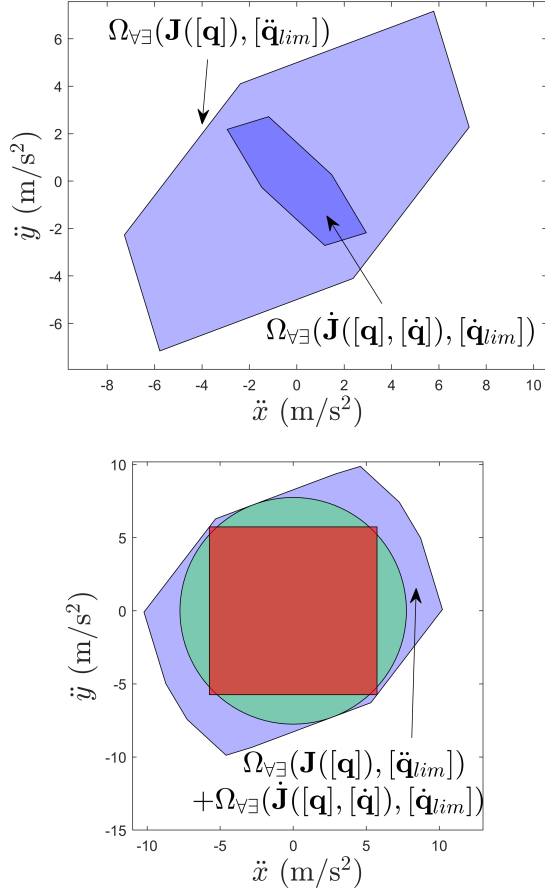 Ω∀∃(J([q]), [q̈lim])
6
4
2
0
-2
-4
-6
ÿ (m/s²)
Ω∀∃(J̇([q], [q̇]), [q̇lim])
-8 -6 -4 -2 0 2 4 6 8 10
ẍ (m/s²)
10
5
0
-5
-10
-15
ÿ (m/s²)
Ω∀∃(J([q]), [q̈lim])
+Ω∀∃(J̇([q], [q̇]), [q̇lim])
-10 -5 0 5 10
ẍ (m/s²)